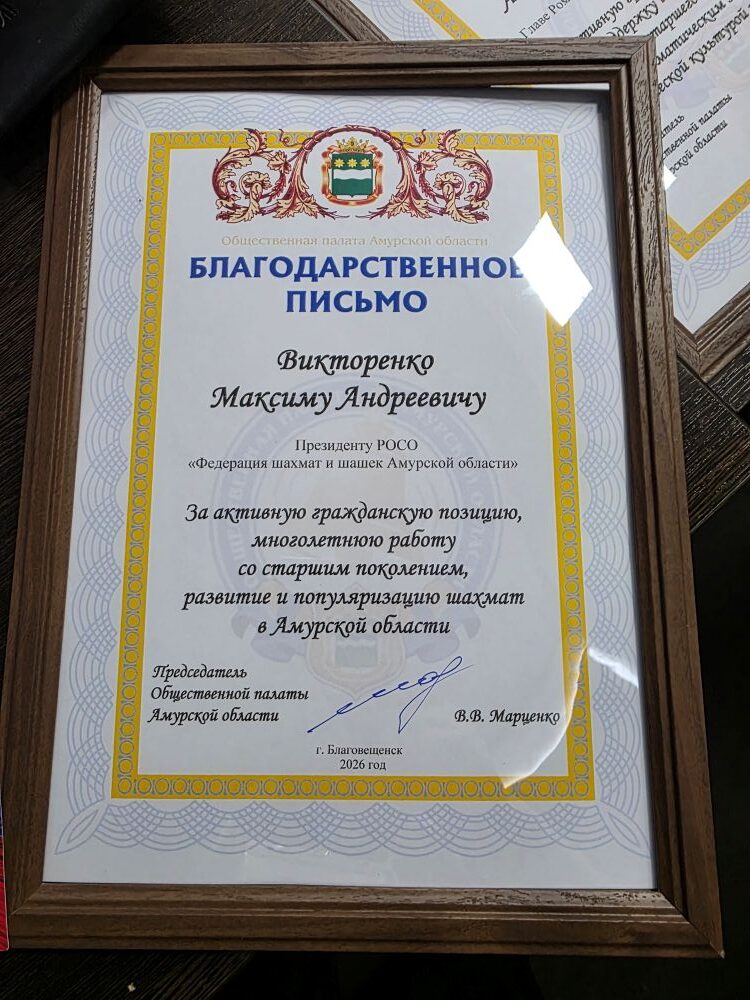 Общественная палата Амурской области
БЛАГОДАРСТВЕННОЕ
ПИСЬМО
Викторенко
Максиму Андреевичу
Президенту РОСО
«Федерация шахмат и шашек Амурской области»
За активную гражданскую позицию,
многолетнюю работу
со старшим поколением,
развитие и популяризацию шахмат
в Амурской области
Председатель
Общественной палаты
Амурской области
В.В. Марценко
г. Благовещенск
2026 год
Главе